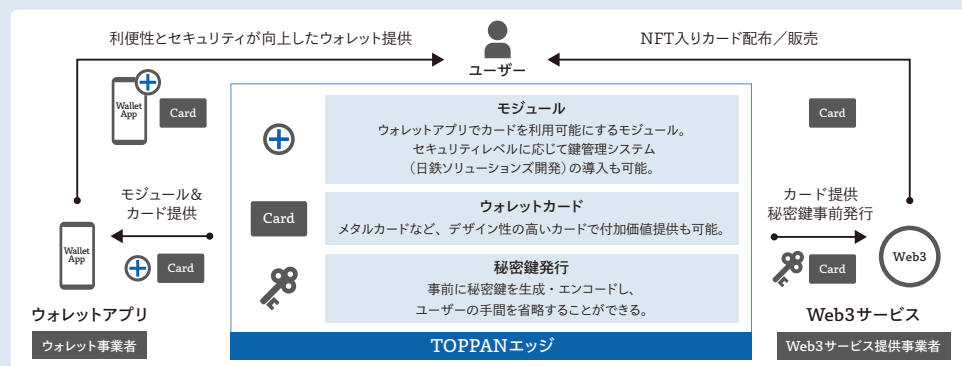 利便性とセキュリティが向上したウォレット提供
NFT入りカード配布／販売
ユーザー
Wallet
App
Card
Card
モジュール
ウォレットアプリでカードを利用可能にするモジュール。
セキュリティレベルに応じて鍵管理システム
（日鉄ソリューションズ開発）の導入も可能。
モジュール＆
カード提供
カード提供
秘密鍵事前発行
Card
ウォレットカード
メタルカードなど、デザイン性の高いカードで付加価値提供も可能。
Wallet
App
Card
Card
Web3
秘密鍵発行
事前に秘密鍵を生成・エンコードし、
ユーザーの手間を省略することができる。
ウォレットアプリ
Web3サービス
ウォレット事業者
TOPPANエッジ
Web3サービス提供事業者